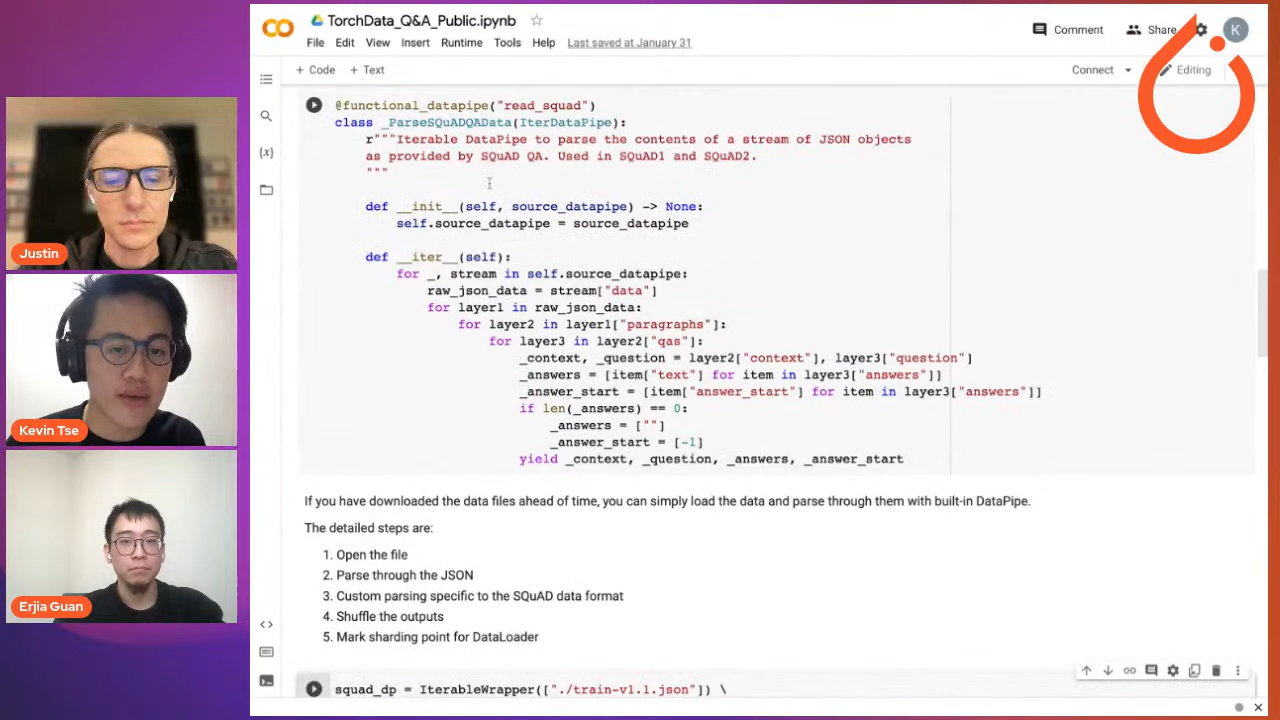 TorchData_Q&A_Public.ipynb
File Edit View Insert Runtime Tools Help Last saved at January 31
Comment
Share
K
+ Code + Text
Connect
Editing
@functional_datapipe("read_squad")
class _ParseSQuADQAData(IterDataPipe):
r"""Iterable DataPipe to parse the contents of a stream of JSON objects
as provided by SQuAD QA. Used in SQuAD1 and SQuAD2.
"""
def __init__(self, source_datapipe) -> None:
self.source_datapipe = source_datapipe
def __iter__(self):
for _, stream in self.source_datapipe:
raw_json_data = stream["data"]
for layer1 in raw_json_data:
for layer2 in layer1["paragraphs"]:
for layer3 in layer2["qas"]:
_context, _question = layer2["context"], layer3["question"]
_answers = [item["text"] for item in layer3["answers"]]
_answer_start = [item["answer_start"] for item in layer3["answers"]]
if len(_answers) == 0:
_answers = [""]
_answer_start = [-1]
yield _context, _question, _answers, _answer_start
If you have downloaded the data files ahead of time, you can simply load the data and parse through them with built-in DataPipe.
The detailed steps are:
1. Open the file
2. Parse through the JSON
3. Custom parsing specific to the SQuAD data format
4. Shuffle the outputs
5. Mark sharding point for DataLoader
squad_dp = IterableWrapper(["./train-v1.1.json"]) \
Justin
Kevin Tse
Erjia Guan